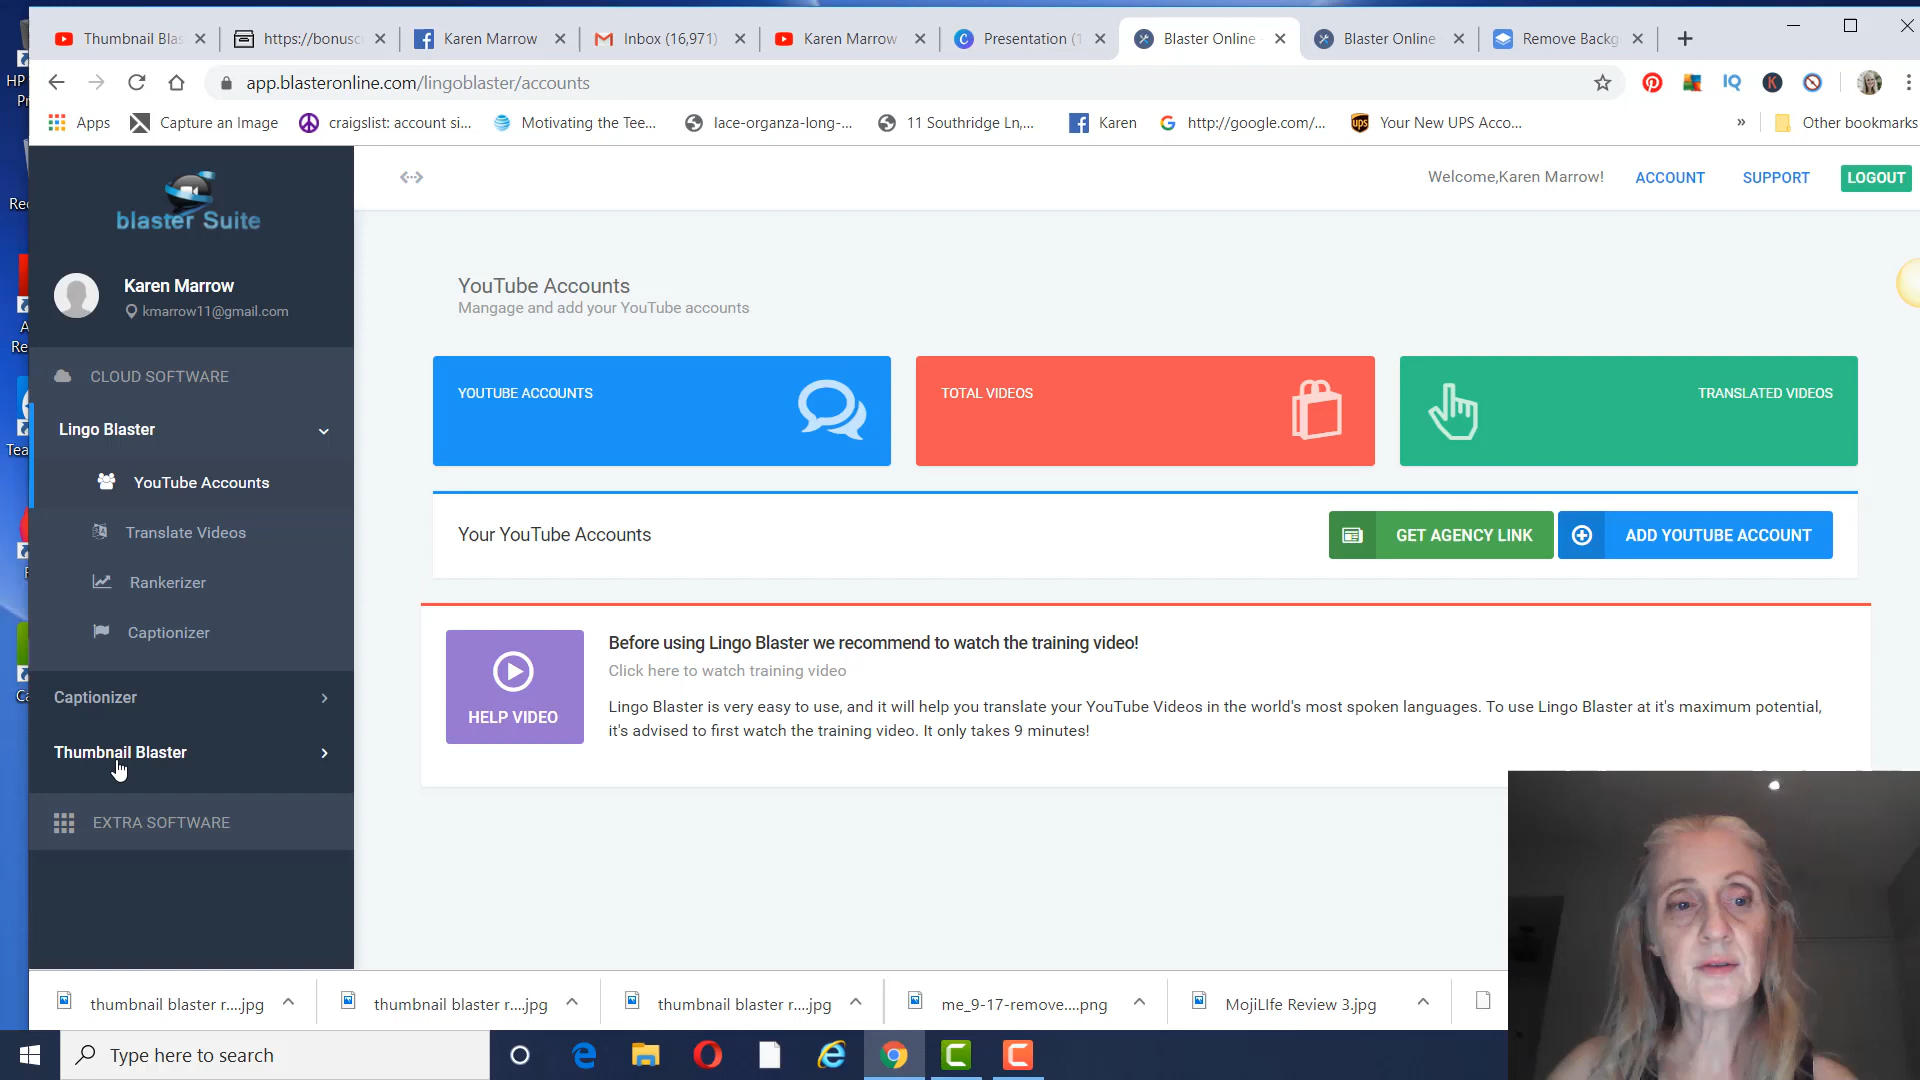 Thumbnail Blas
https://bonusc
Karen Marrow
Inbox (16,971)
Karen Marrow
Presentation (1
Blaster Online
Blaster Online
Remove Backg
app.blasteronline.com/lingoblaster/accounts
Apps
Capture an Image
craigslist: account si...
Motivating the Tee...
lace-organza-long-...
11 Southridge Ln,...
Karen
http://google.com/...
Your New UPS Acco...
»
Other bookmarks
blaster Suite
Welcome,Karen Marrow!
ACCOUNT
SUPPORT
LOGOUT
Karen Marrow
kmarrow11@gmail.com
CLOUD SOFTWARE
Lingo Blaster
YouTube Accounts
Translate Videos
Rankerizer
Captionizer
Captionizer
Thumbnail Blaster
EXTRA SOFTWARE
YouTube Accounts
Mangage and add your YouTube accounts
YOUTUBE ACCOUNTS
TOTAL VIDEOS
TRANSLATED VIDEOS
Your YouTube Accounts
GET AGENCY LINK
ADD YOUTUBE ACCOUNT
HELP VIDEO
Before using Lingo Blaster we recommend to watch the training video!
Click here to watch training video
Lingo Blaster is very easy to use, and it will help you translate your YouTube Videos in the world's most spoken languages. To use Lingo Blaster at it's maximum potential,
it's advised to first watch the training video. It only takes 9 minutes!
thumbnail blaster r....jpg
thumbnail blaster r....jpg
thumbnail blaster r....jpg
me_9-17-remove....png
MojiLIfe Review 3.jpg
Type here to search